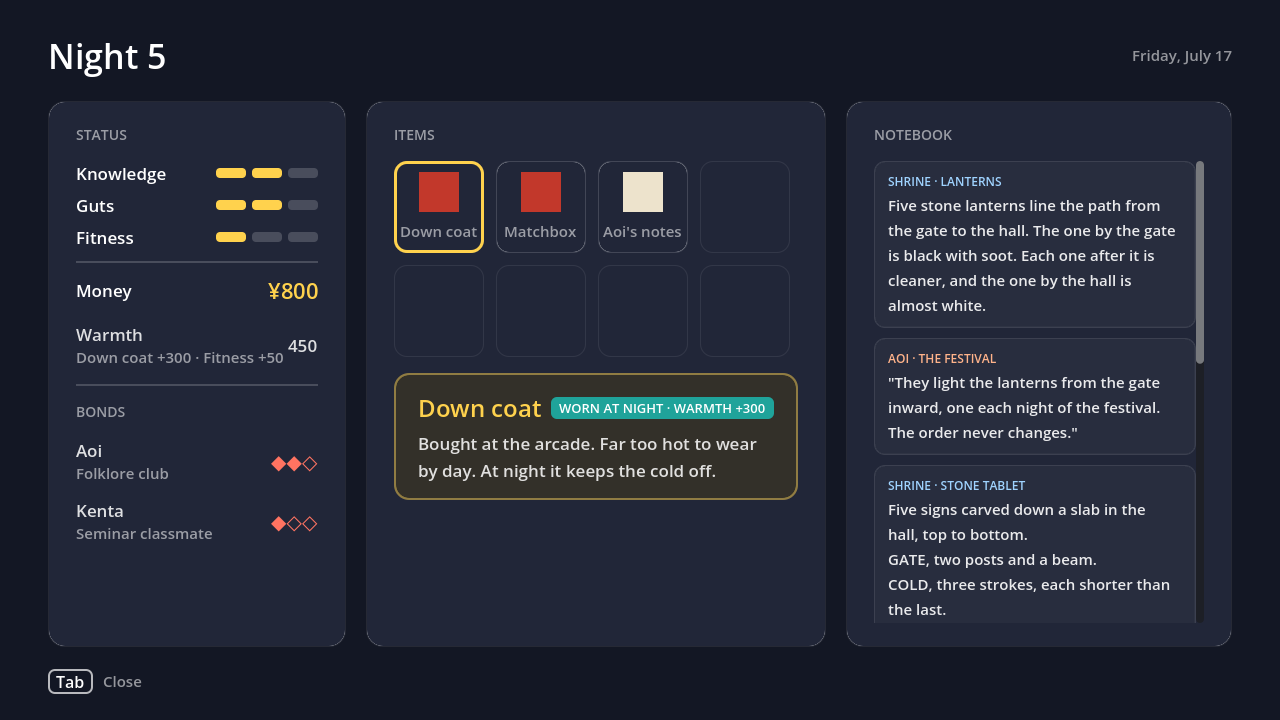 Night 5
Friday, July 17
STATUS
Knowledge
Guts
Fitness
Money
¥800
Warmth
Down coat +300 · Fitness +50
450
BONDS
Aoi
Folklore club
Kenta
Seminar classmate
ITEMS
Down coat
Matchbox
Aoi's notes
Down coat
WORN AT NIGHT · WARMTH +300
Bought at the arcade. Far too hot to wear
by day. At night it keeps the cold off.
NOTEBOOK
SHRINE · LANTERNS
Five stone lanterns line the path from
the gate to the hall. The one by the gate
is black with soot. Each one after it is
cleaner, and the one by the hall is
almost white.
AOI · THE FESTIVAL
"They light the lanterns from the gate
inward, one each night of the festival.
The order never changes."
SHRINE · STONE TABLET
Five signs carved down a slab in the
hall, top to bottom.
GATE, two posts and a beam.
COLD, three strokes, each shorter than
the last.
Tab
Close